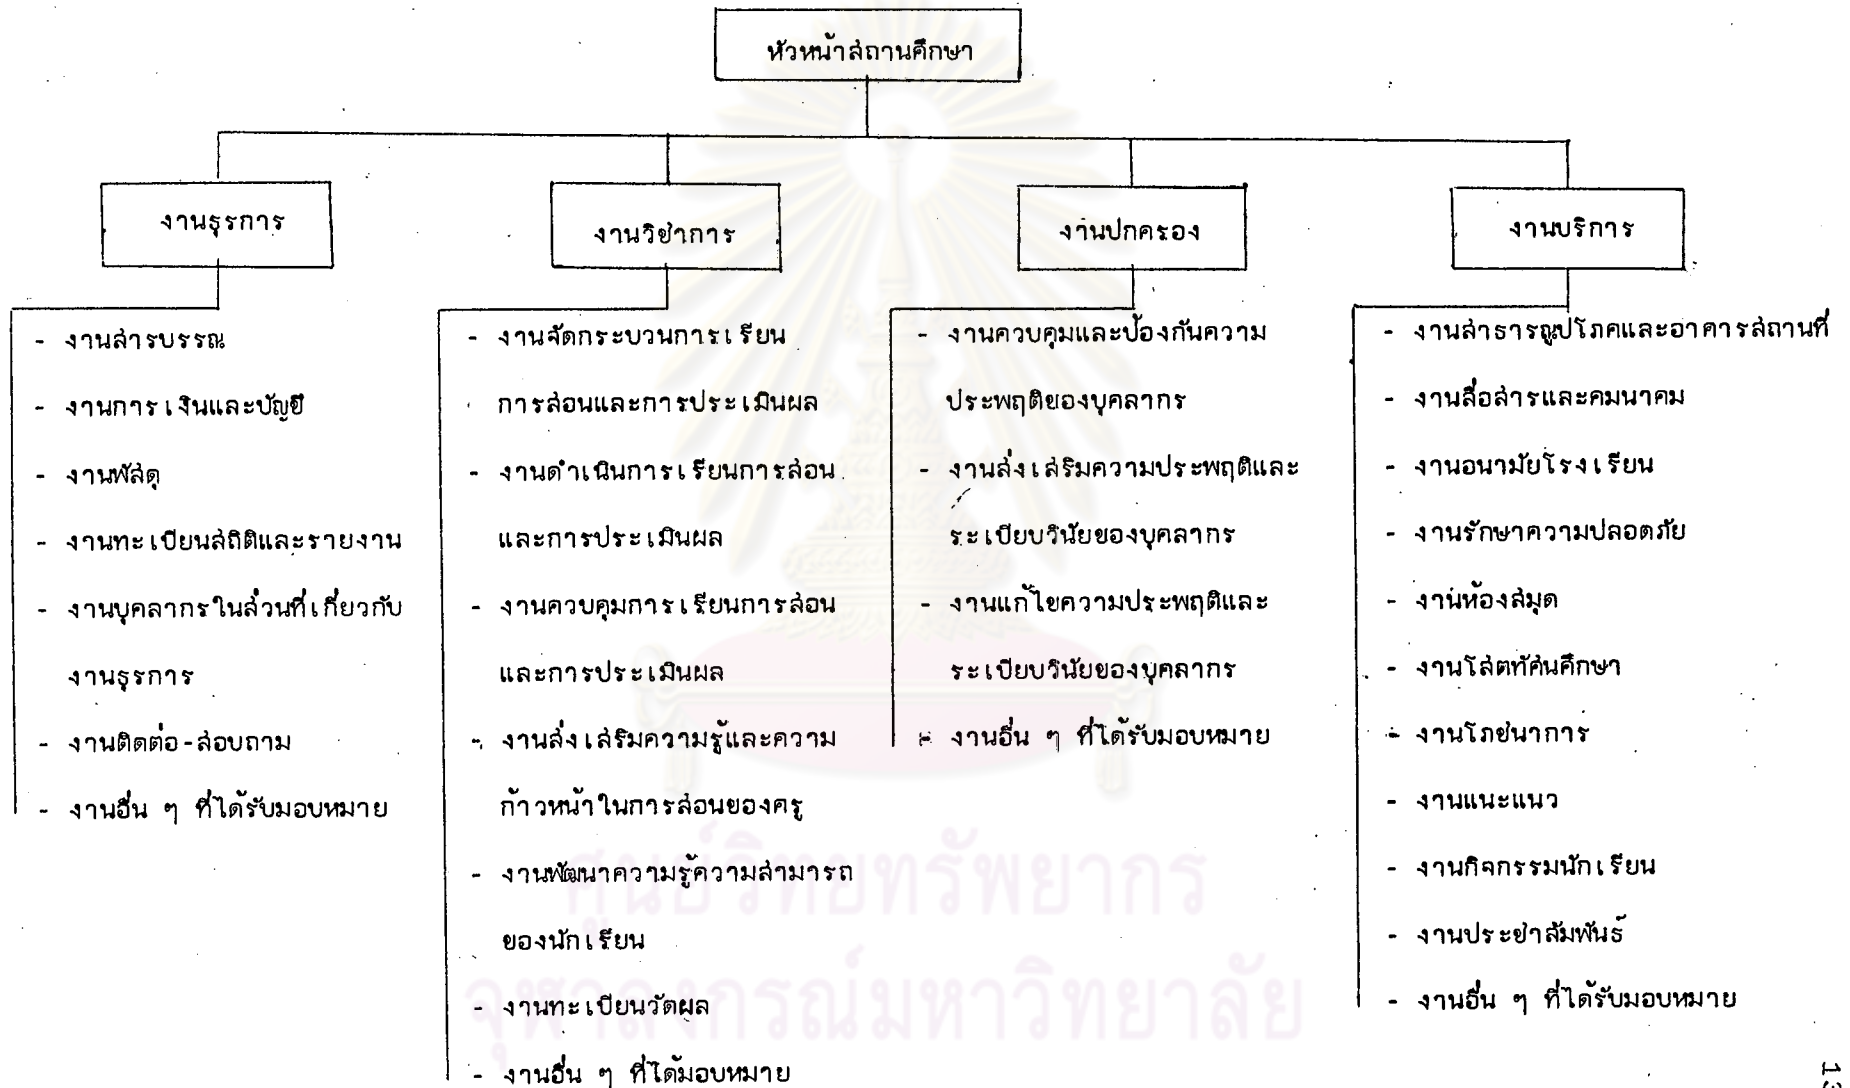 หัวหน้าสถานศึกษา
งานธุรการ
- งานสารบรรณ
- งานการเงินและบัญชี
- งานพัสดุ
- งานทะเบียนสถิติและรายงาน
- งานบุคลากรในส่วนที่เกี่ยวกับ
งานธุรการ
- งานติดต่อ-สอบถาม
- งานอื่น ๆ ที่ได้รับมอบหมาย
งานวิชาการ
- งานจัดกระบวนการเรียน
การสอนและการประเมินผล
- งานดำเนินการเรียนการสอน
และการประเมินผล
- งานควบคุมการเรียนการสอน
และการประเมินผล
- งานส่งเสริมความรู้และความ
ก้าวหน้าในการสอนของครู
- งานพัฒนาความรู้ความสามารถ
ของนักเรียน
- งานทะเบียนวัดผล
- งานอื่น ๆ ที่ได้มอบหมาย
งานปกครอง
- งานควบคุมและป้องกันความ
ประพฤติของบุคลากร
- งานส่งเสริมความประพฤติและ
ระเบียบวินัยของบุคลากร
- งานแก้ไขความประพฤติและ
ระเบียบวินัยของบุคลากร
- งานอื่น ๆ ที่ได้รับมอบหมาย
งานบริการ
- งานสาธารณูปโภคและอาคารสถานที่
- งานสื่อสารและคมนาคม
- งานอนามัยโรงเรียน
- งานรักษาความปลอดภัย
- งานห้องสมุด
- งานโสตทัศนศึกษา
- งานโภชนาการ
- งานแนะแนว
- งานกิจกรรมนักเรียน
- งานประชาสัมพันธ์
- งานอื่น ๆ ที่ได้รับมอบหมาย
ศูนย์วิทยทรัพยากร
จุฬาลงกรณ์มหาวิทยาลัย